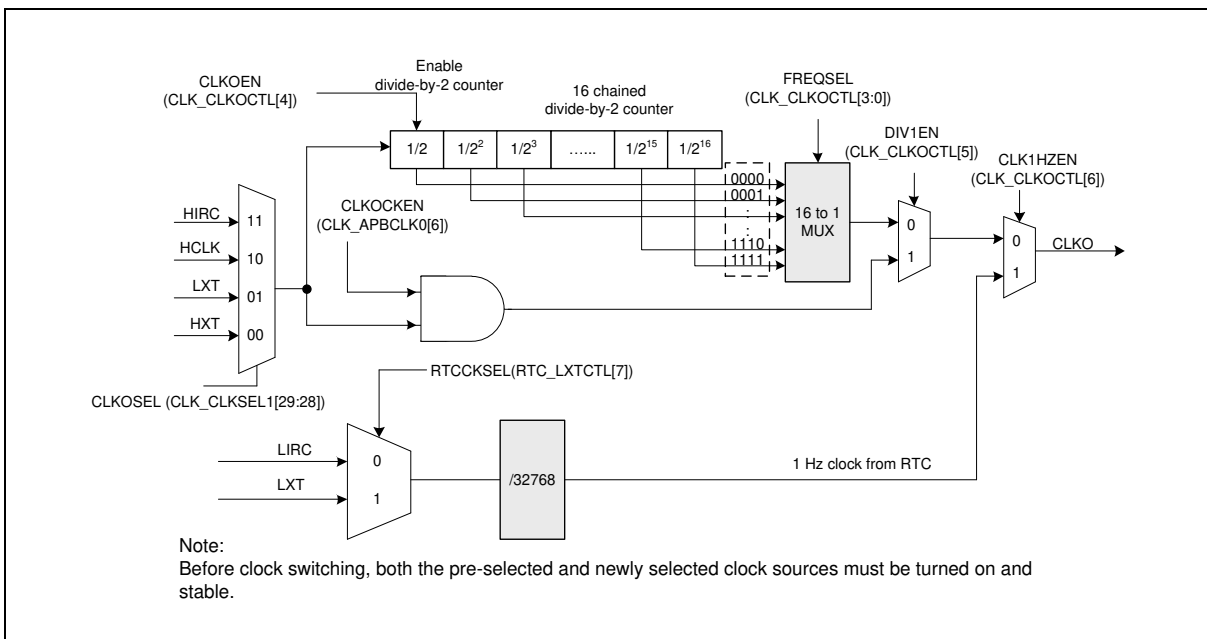 CLKOEN
(CLK_CLKOCTL[4])
Enable
divide-by-2 counter
16 chained
divide-by-2 counter
FREQSEL
(CLK_CLKOCTL[3:0])
DIV1EN
(CLK_CLKOCTL[5])
CLK1HZEN
(CLK_CLKOCTL[6])
1/2
1/2²
1/2³
…...
1/2¹⁵
1/2¹⁶
0000
0001
:
:
1110
1111
16 to 1
MUX
0
1
0
1
CLKO
HIRC
HCLK
LXT
HXT
11
10
01
00
CLKOCKEN
(CLK_APBCLK0[6])
CLKOSEL (CLK_CLKSEL1[29:28])
RTCCKSEL(RTC_LXTCTL[7])
LIRC
LXT
0
1
/32768
1 Hz clock from RTC
Note:
Before clock switching, both the pre-selected and newly selected clock sources must be turned on and
stable.